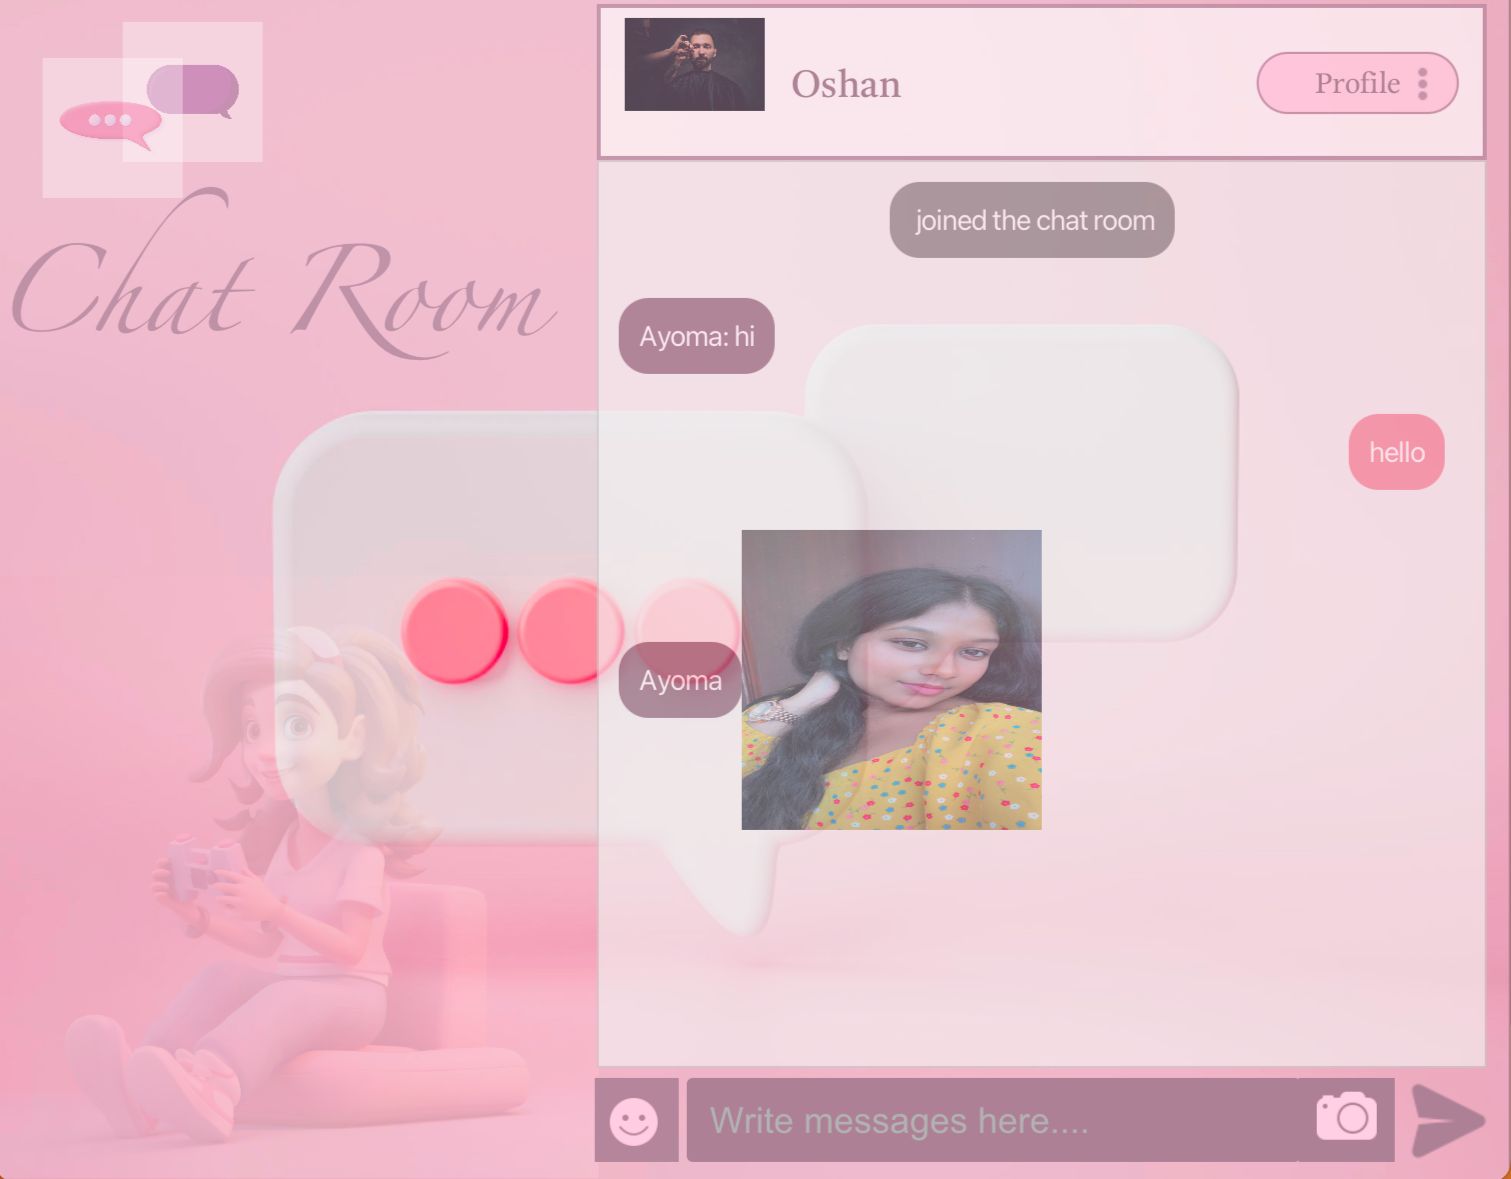 Chat Room
Oshan
Profile
joined the chat room
Ayoma: hi
hello
Ayoma
Write messages here....